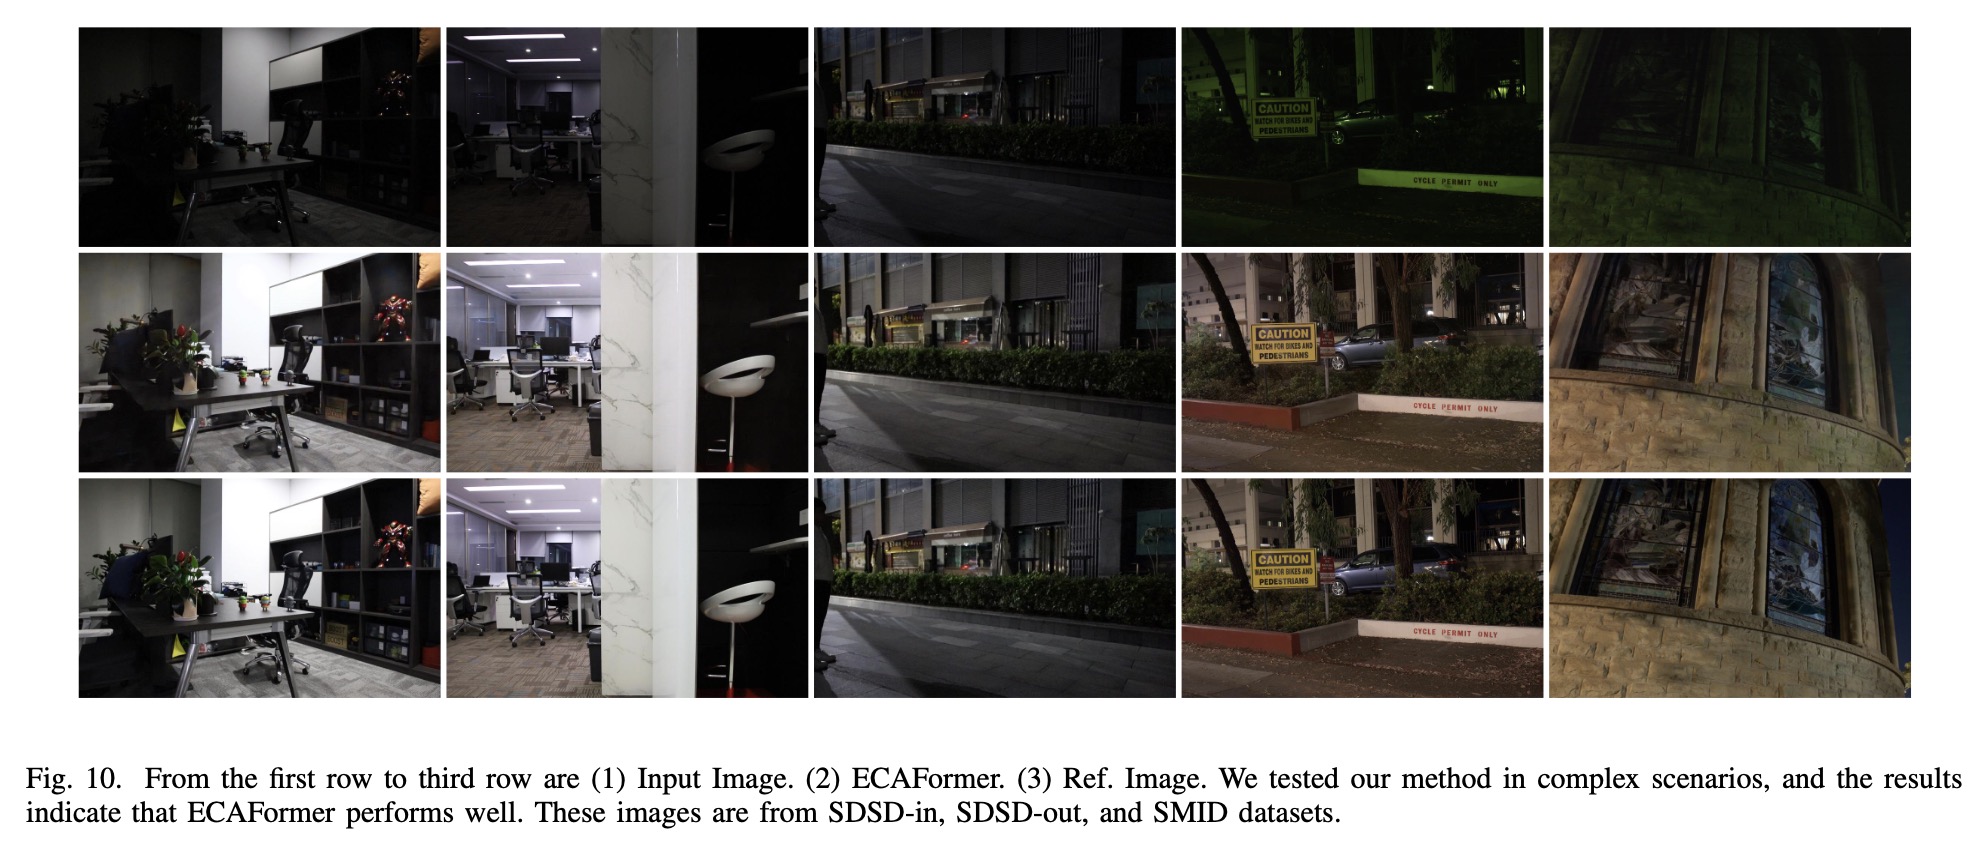 CAUTION
WATCH FOR BIKES AND
PEDESTRIANS
CYCLE PERMIT ONLY
CAUTION
WATCH FOR BIKES AND
PEDESTRIANS
CYCLE PERMIT ONLY
CAUTION
WATCH FOR BIKES AND
PEDESTRIANS
CYCLE PERMIT ONLY
Fig. 10. From the first row to third row are (1) Input Image. (2) ECAFormer. (3) Ref. Image. We tested our method in complex scenarios, and the results
indicate that ECAFormer performs well. These images are from SDSD-in, SDSD-out, and SMID datasets.